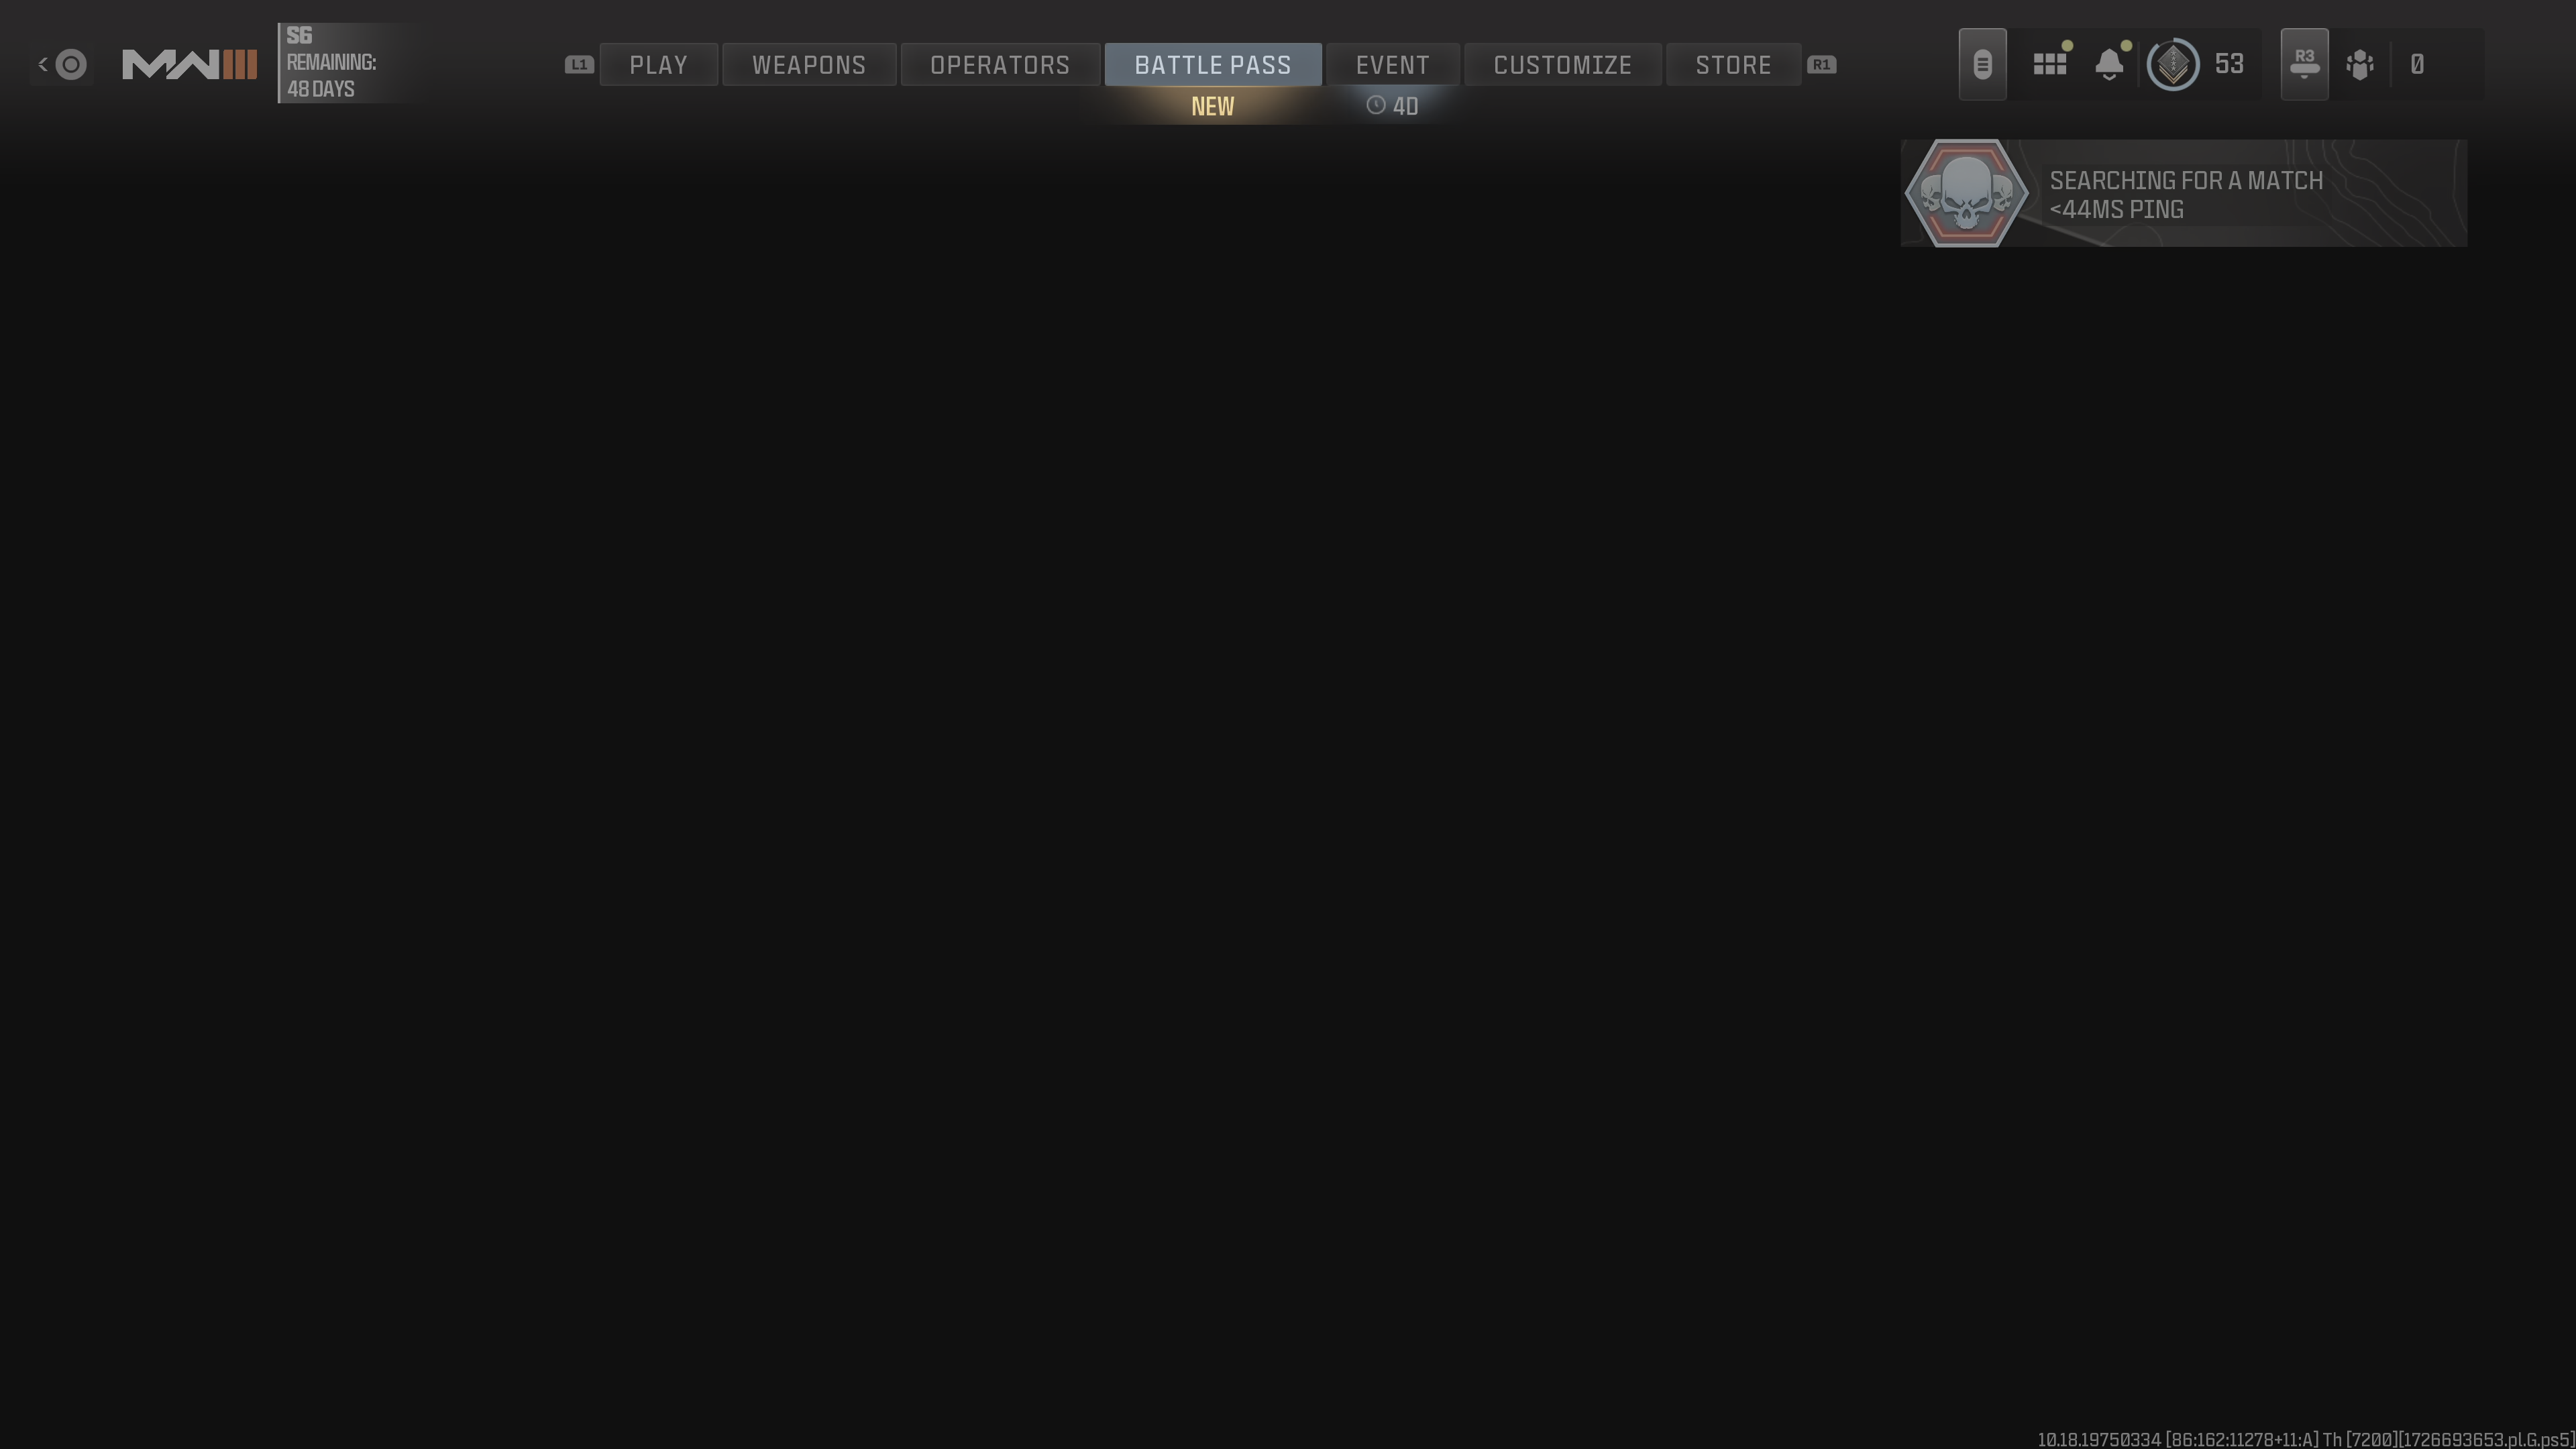 MWIII
S6
REMAINING:
48 DAYS
L1
PLAY
WEAPONS
OPERATORS
BATTLE PASS
EVENT
CUSTOMIZE
STORE
R1
NEW
4D
53
R3
0
SEARCHING FOR A MATCH
<44MS PING
10.18.19750334 [86:162:11278+11:A] Th [7200][1726693653.pl.G.ps5]